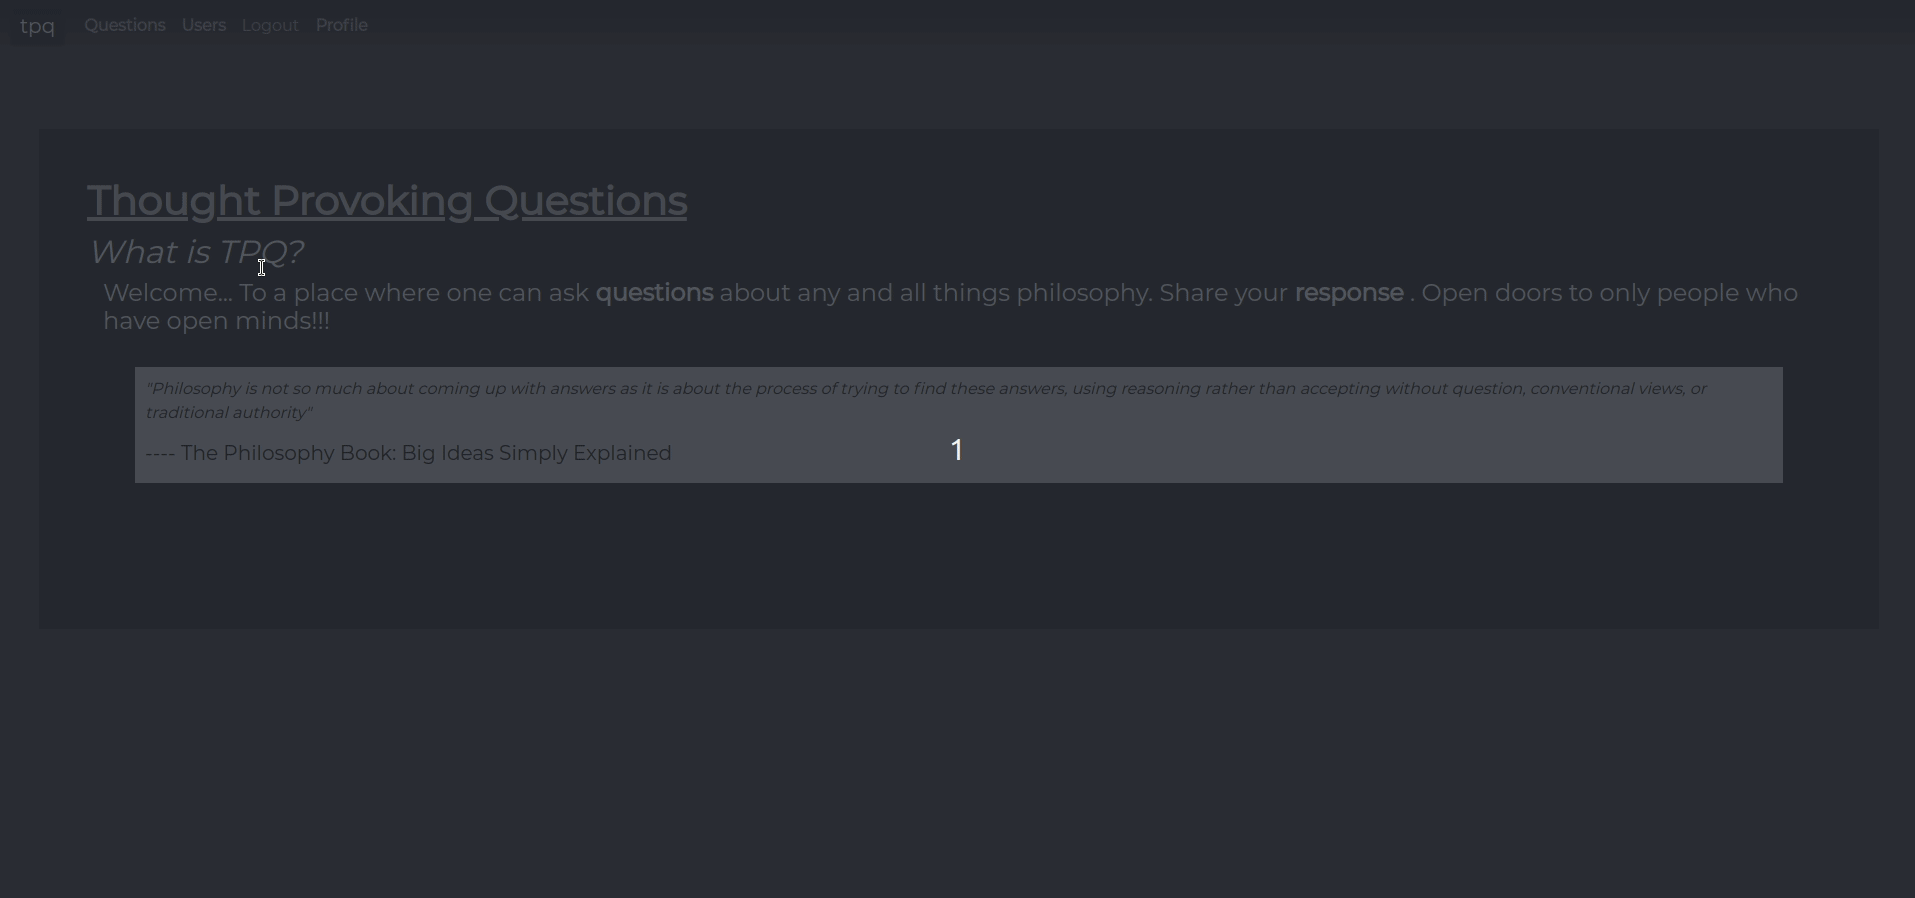 tpq Questions Users Logout Profile
Thought Provoking Questions
What is TPQ?
Welcome... To a place where one can ask questions about any and all things philosophy. Share your response . Open doors to only people who
have open minds!!!
"Philosophy is not so much about coming up with answers as it is about the process of trying to find these answers, using reasoning rather than accepting without question, conventional views, or
traditional authority"
---- The Philosophy Book: Big Ideas Simply Explained
1